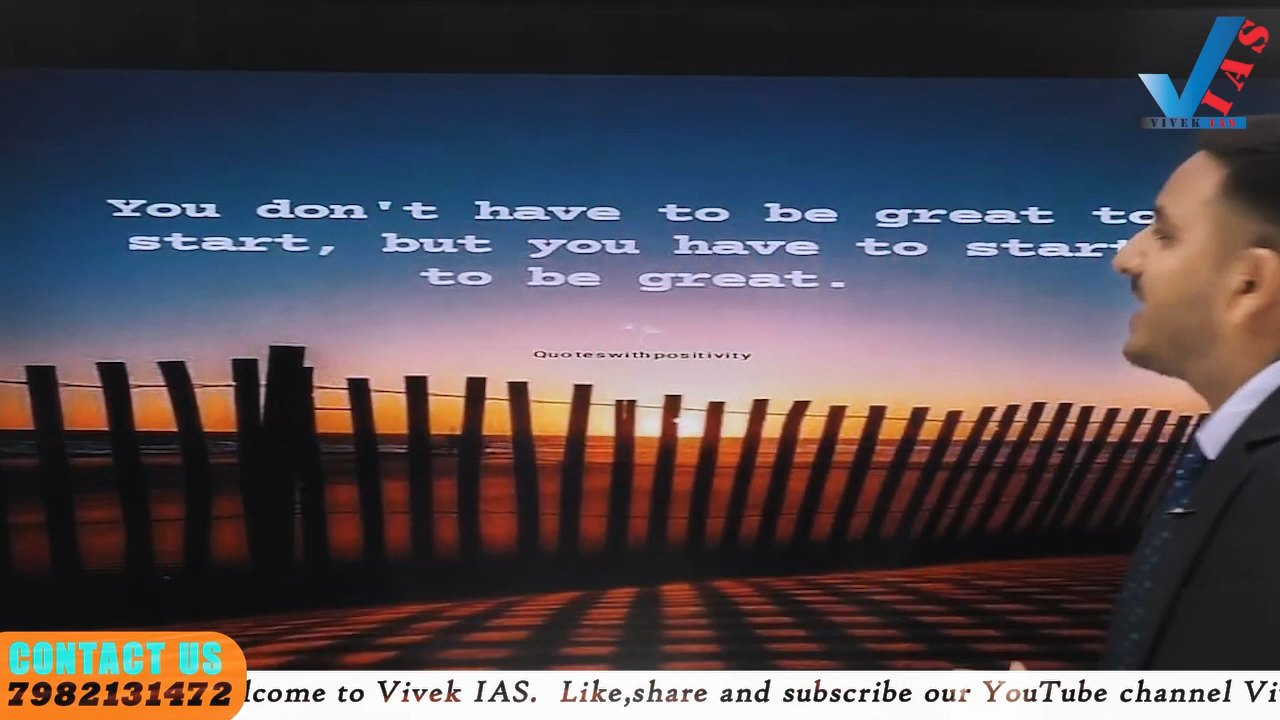 IAS
VIVEK IAS
You don't have to be great to
start, but you have to start
to be great.
Quoteswithpositivity
CONTACT US
7982131472
lcome to Vivek IAS. Like,share and subscribe our YouTube channel Vi